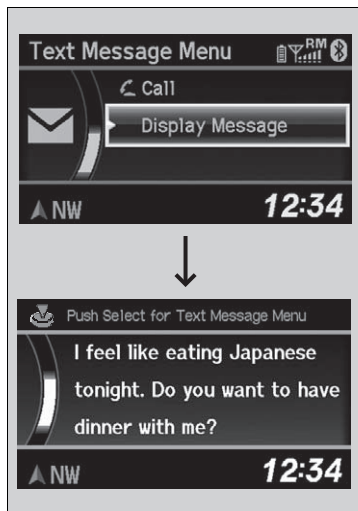 Text Message Menu
RM
Call
Display Message
NW
12:34
Push Select for Text Message Menu
I feel like eating Japanese
tonight. Do you want to have
dinner with me?
NW
12:34